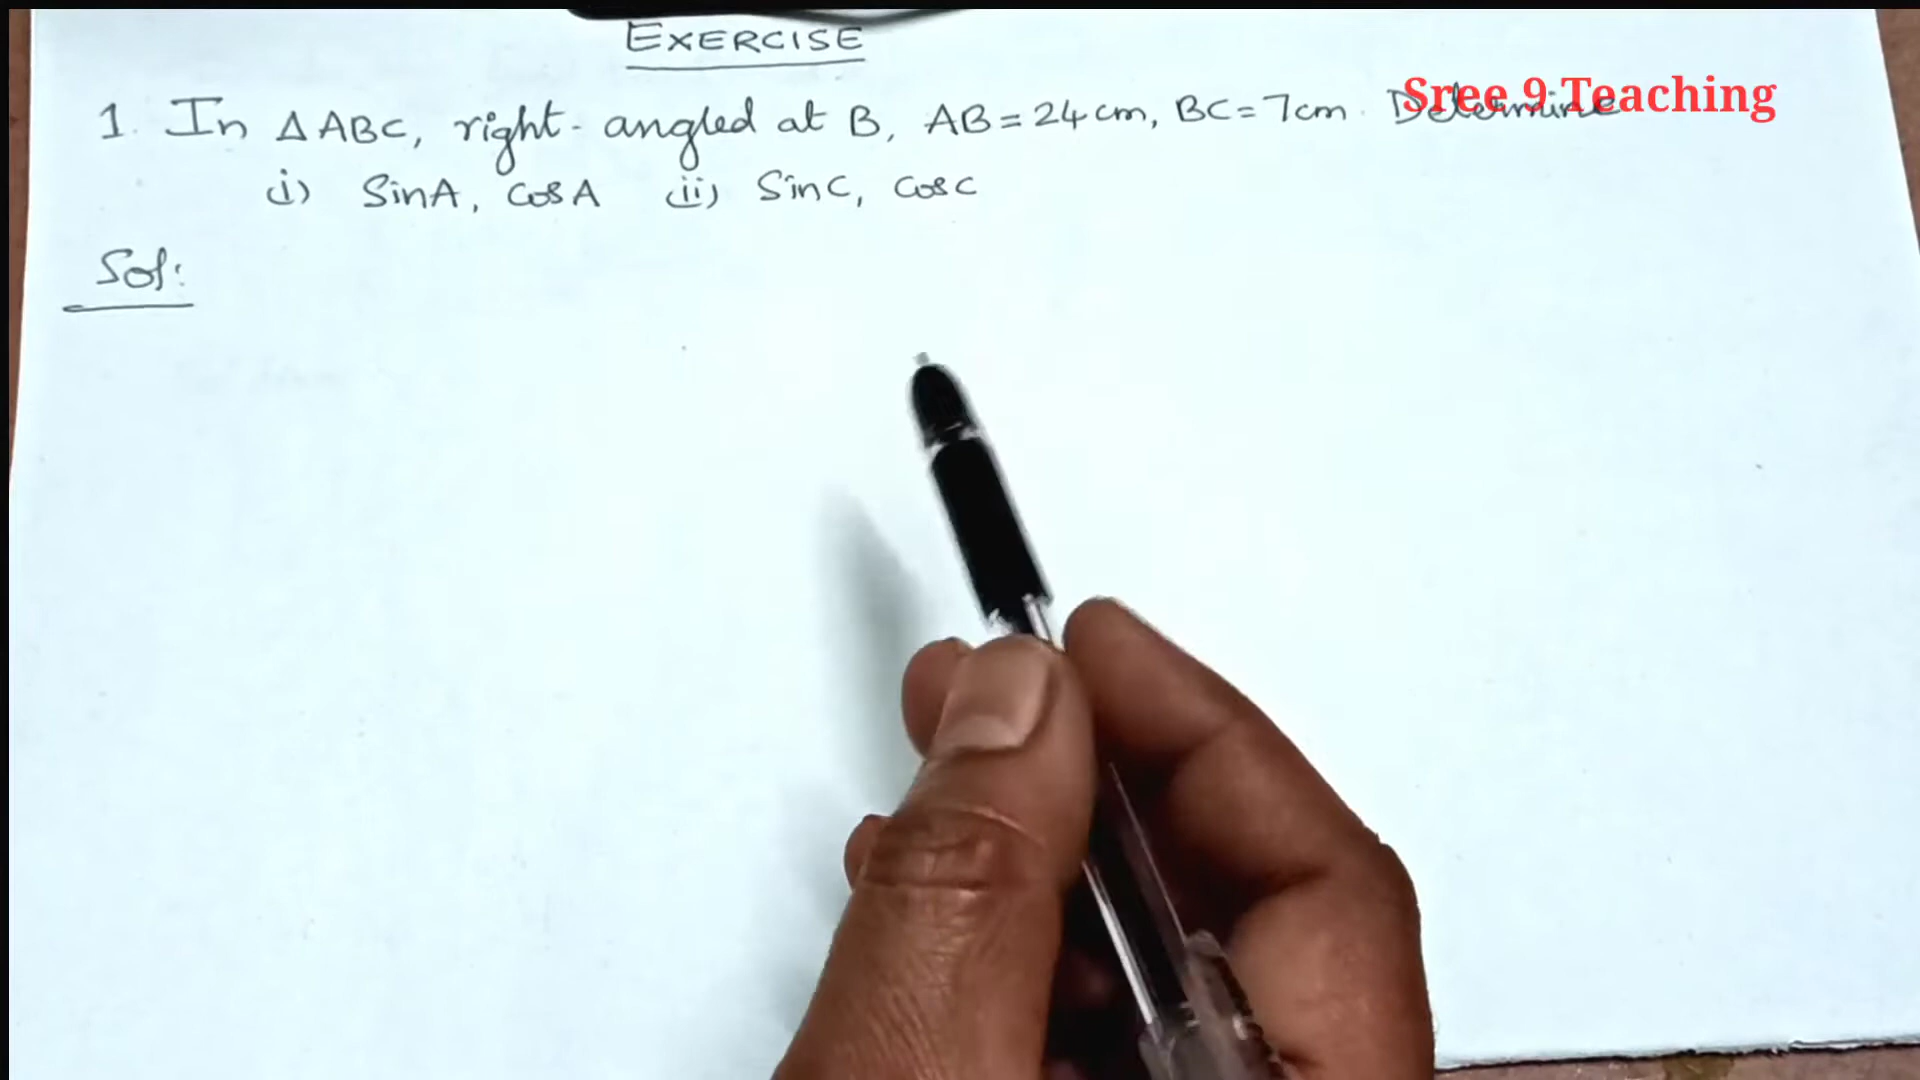 EXERCISE
1. In △ABC, right-angled at B, AB=24cm, BC=7cm. Determine
Sree 9 Teaching
(i) SinA, CosA (ii) SinC, CosC
Sol: